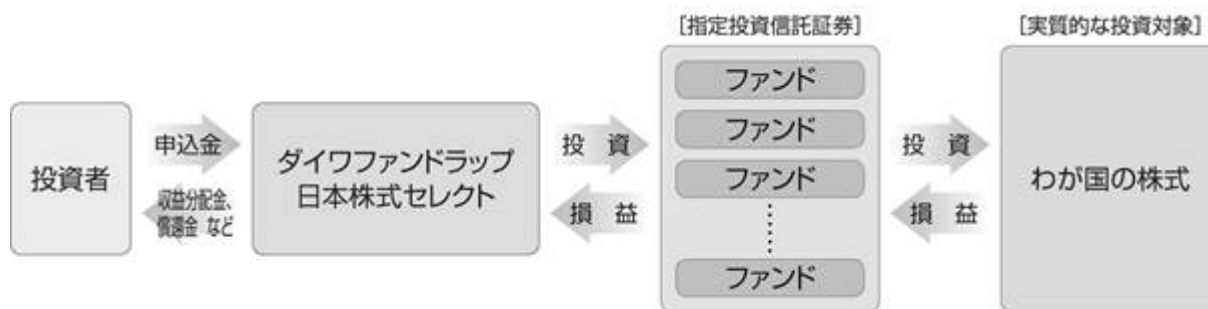 [指定投資信託証券]
[実質的な投資対象]
投資者
申込金
収益分配金、
償還金 など
ダイワファンドラップ
日本株式セレクト
投 資
損 益
ファンド
ファンド
ファンド
ファンド
投 資
損 益
わが国の株式